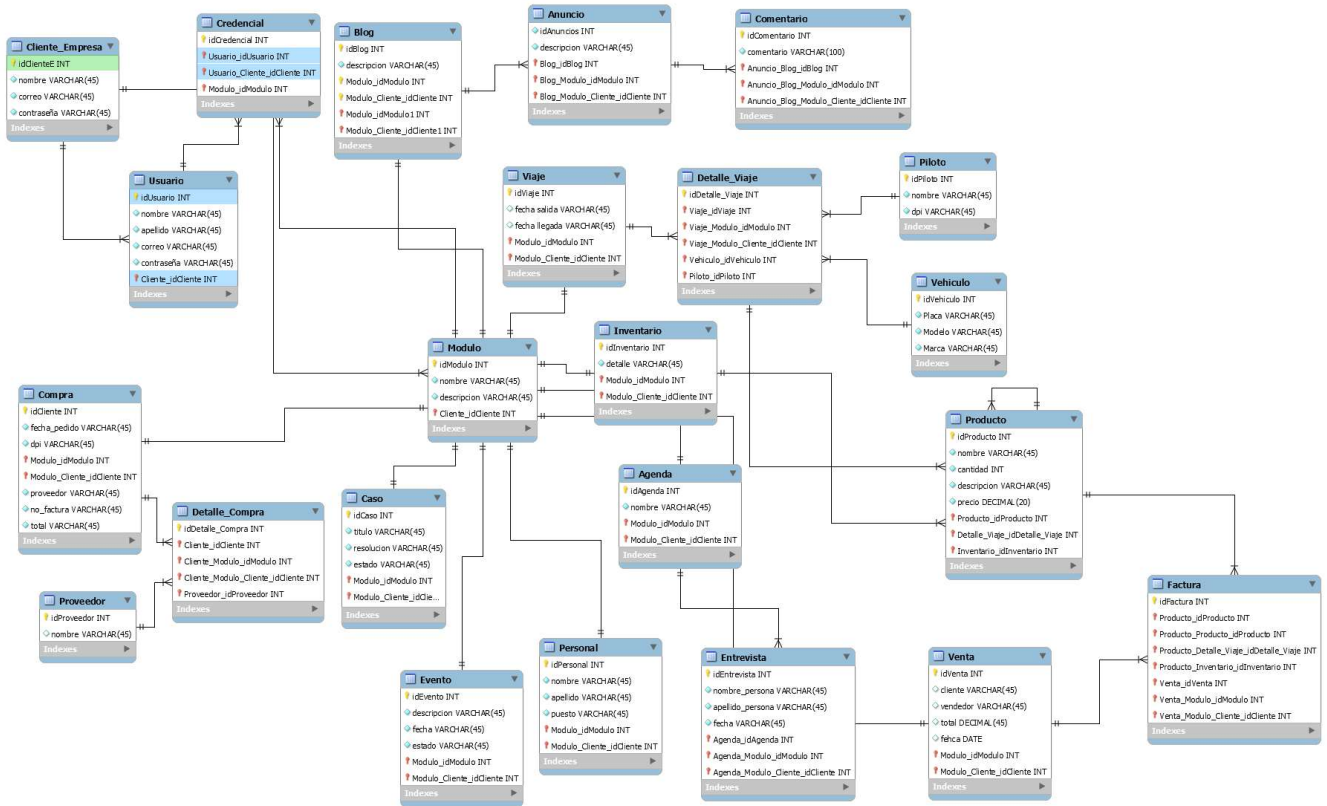 Cliente_Empresa
idClienteE INT
nombre VARCHAR(45)
correo VARCHAR(45)
contraseña VARCHAR(45)
Indexes
Credencial
idCredencial INT
Usuario_idUsuario INT
Usuario_Cliente_idCliente INT
Modulo_idModulo INT
Indexes
Blog
idBlog INT
descripcion VARCHAR(45)
Modulo_idModulo INT
Modulo_Cliente_idCliente INT
Modulo_idModulo1 INT
Modulo_Cliente_idCliente1 INT
Indexes
Anuncio
idAnuncios INT
descripcion VARCHAR(45)
Blog_idBlog INT
Blog_Modulo_idModulo INT
Blog_Modulo_Cliente_idCliente INT
Indexes
Comentario
idComentario INT
comentario VARCHAR(100)
Anuncio_Blog_idBlog INT
Anuncio_Blog_Modulo_idModulo INT
Anuncio_Blog_Modulo_Cliente_idCliente INT
Indexes
Usuario
idUsuario INT
nombre VARCHAR(45)
apellido VARCHAR(45)
correo VARCHAR(45)
contraseña VARCHAR(45)
Cliente_idCliente INT
Indexes
Viaje
idViaje INT
fecha salida VARCHAR(45)
fecha llegada VARCHAR(45)
Modulo_idModulo INT
Modulo_Cliente_idCliente INT
Indexes
Detalle_Viaje
idDetalle_Viaje INT
Viaje_idViaje INT
Viaje_Modulo_idModulo INT
Viaje_Modulo_Cliente_idCliente INT
Vehiculo_idVehiculo INT
Piloto_idPiloto INT
Indexes
Piloto
idPiloto INT
nombre VARCHAR(45)
dpi VARCHAR(45)
Indexes
Vehiculo
idVehiculo INT
Placa VARCHAR(45)
Modelo VARCHAR(45)
Marca VARCHAR(45)
Indexes
Modulo
idModulo INT
nombre VARCHAR(45)
descripcion VARCHAR(45)
Cliente_idCliente INT
Indexes
Inventario
idInventario INT
detalle VARCHAR(45)
Modulo_idModulo INT
Modulo_Cliente_idCliente INT
Indexes
Compra
idCliente INT
fecha_pedido VARCHAR(45)
dpi VARCHAR(45)
Modulo_idModulo INT
Modulo_Cliente_idCliente INT
proveedor VARCHAR(45)
no_factura VARCHAR(45)
total VARCHAR(45)
Indexes
Producto
idProducto INT
nombre VARCHAR(45)
cantidad INT
descripcion VARCHAR(45)
precio DECIMAL(20)
Producto_idProducto INT
Detalle_Viaje_idDetalle_Viaje INT
Inventario_idInventario INT
Indexes
Agenda
idAgenda INT
nombre VARCHAR(45)
Modulo_idModulo INT
Modulo_Cliente_idCliente INT
Indexes
Caso
idCaso INT
titulo VARCHAR(45)
resolucion VARCHAR(45)
estado VARCHAR(45)
Modulo_idModulo INT
Modulo_Cliente_idClie...
Indexes
Detalle_Compra
idDetalle_Compra INT
Cliente_idCliente INT
Cliente_Modulo_idModulo INT
Cliente_Modulo_Cliente_idCliente INT
Proveedor_idProveedor INT
Indexes
Proveedor
idProveedor INT
nombre VARCHAR(45)
Indexes
Factura
idFactura INT
Producto_idProducto INT
Producto_Producto_idProducto INT
Producto_Detalle_Viaje_idDetalle_Viaje INT
Producto_Inventario_idInventario INT
Venta_idVenta INT
Venta_Modulo_idModulo INT
Venta_Modulo_Cliente_idCliente INT
Indexes
Personal
idPersonal INT
nombre VARCHAR(45)
apellido VARCHAR(45)
puesto VARCHAR(45)
Modulo_idModulo INT
Modulo_Cliente_idCliente INT
Indexes
Entrevista
idEntrevista INT
nombre_persona VARCHAR(45)
apellido_persona VARCHAR(45)
fecha VARCHAR(45)
Agenda_idAgenda INT
Agenda_Modulo_idModulo INT
Agenda_Modulo_Cliente_idCliente INT
Indexes
Venta
idVenta INT
cliente VARCHAR(45)
vendedor VARCHAR(45)
total DECIMAL(45)
fehca DATE
Modulo_idModulo INT
Modulo_Cliente_idCliente INT
Indexes
Evento
idEvento INT
descripcion VARCHAR(45)
fecha VARCHAR(45)
estado VARCHAR(45)
Modulo_idModulo INT
Modulo_Cliente_idCliente INT
Indexes